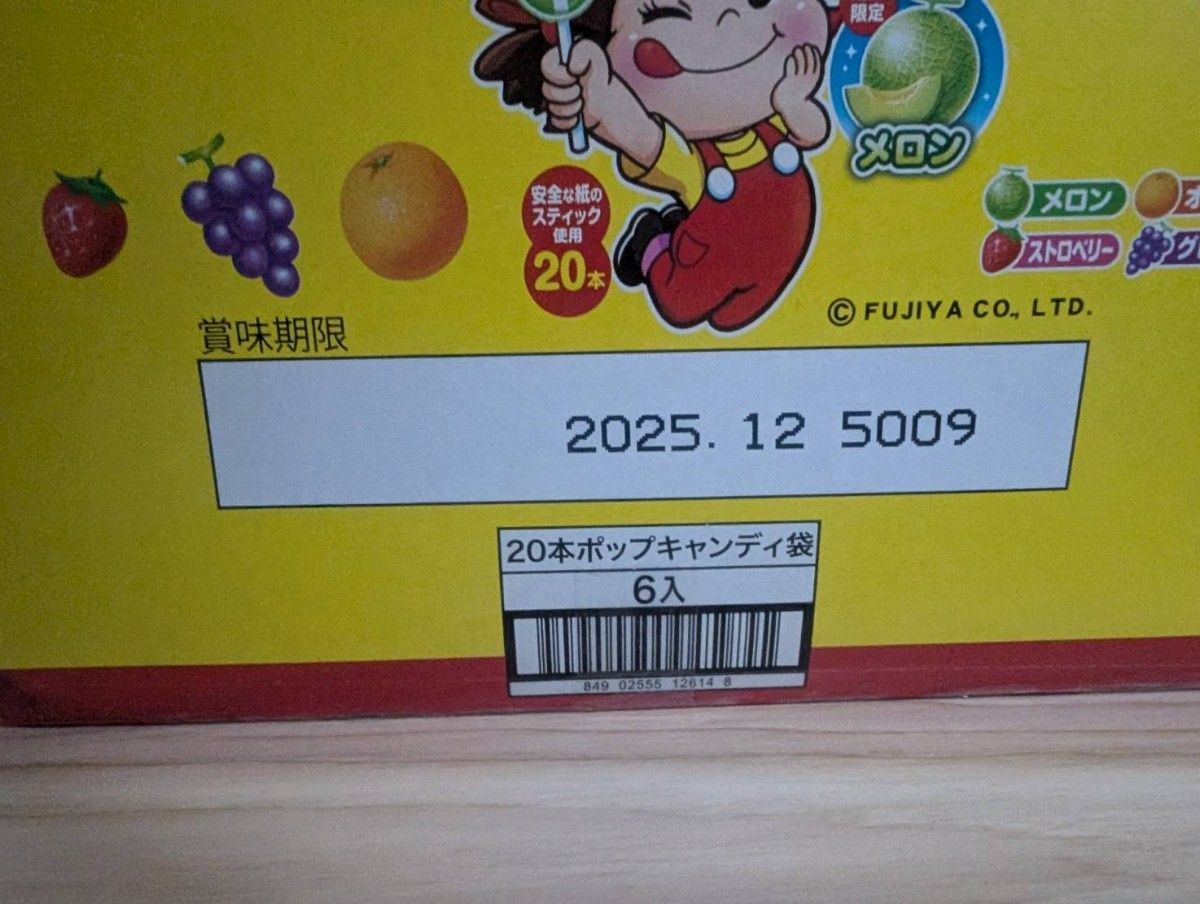 限定
メロン
安全な紙の
スティック
使用
20本
メロン
ストロベリー
© FUJIYA CO., LTD.
賞味期限
2025. 12 5009
20本ポップキャンディ袋
6入
849 02555 12614 8